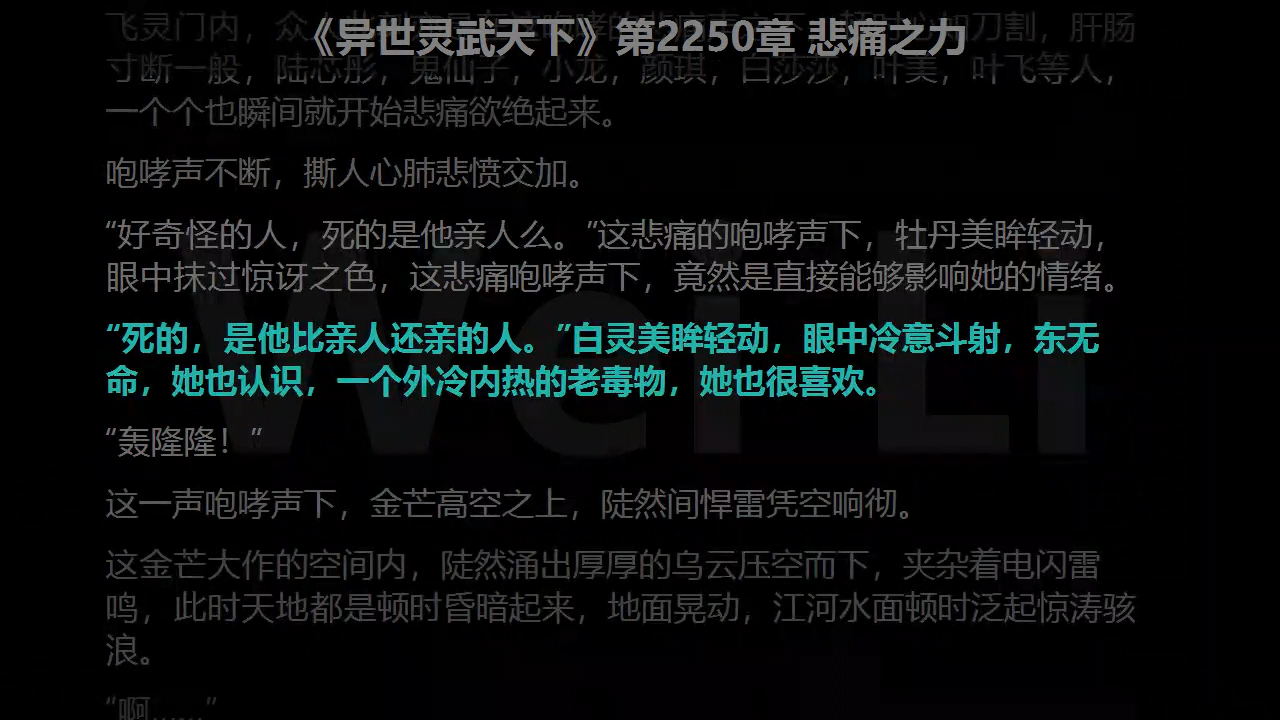 《异世灵武天下》第2250章 悲痛之力
飞灵门内，众人
刀割，肝肠
寸断一般，陆芯彤，鬼仙子，小龙，颜琪，白莎莎，叶美，叶飞等人，
一个个也瞬间就开始悲痛欲绝起来。
咆哮声不断，撕人心肺悲愤交加。
“好奇怪的人，死的是他亲人么。”这悲痛的咆哮声下，牡丹美眸轻动，
眼中抹过惊讶之色，这悲痛咆哮声下，竟然是直接能够影响她的情绪。
“死的，是他比亲人还亲的人。”白灵美眸轻动，眼中冷意斗射，东无
命，她也认识，一个外冷内热的老毒物，她也很喜欢。
“轰隆隆！”
这一声咆哮声下，金芒高空之上，陡然间悍雷凭空响彻。
这金芒大作的空间内，陡然涌出厚厚的乌云压空而下，夹杂着电闪雷
鸣，此时天地都是顿时昏暗起来，地面晃动，江河水面顿时泛起惊涛骇
浪。
“啊……”
Wei Li